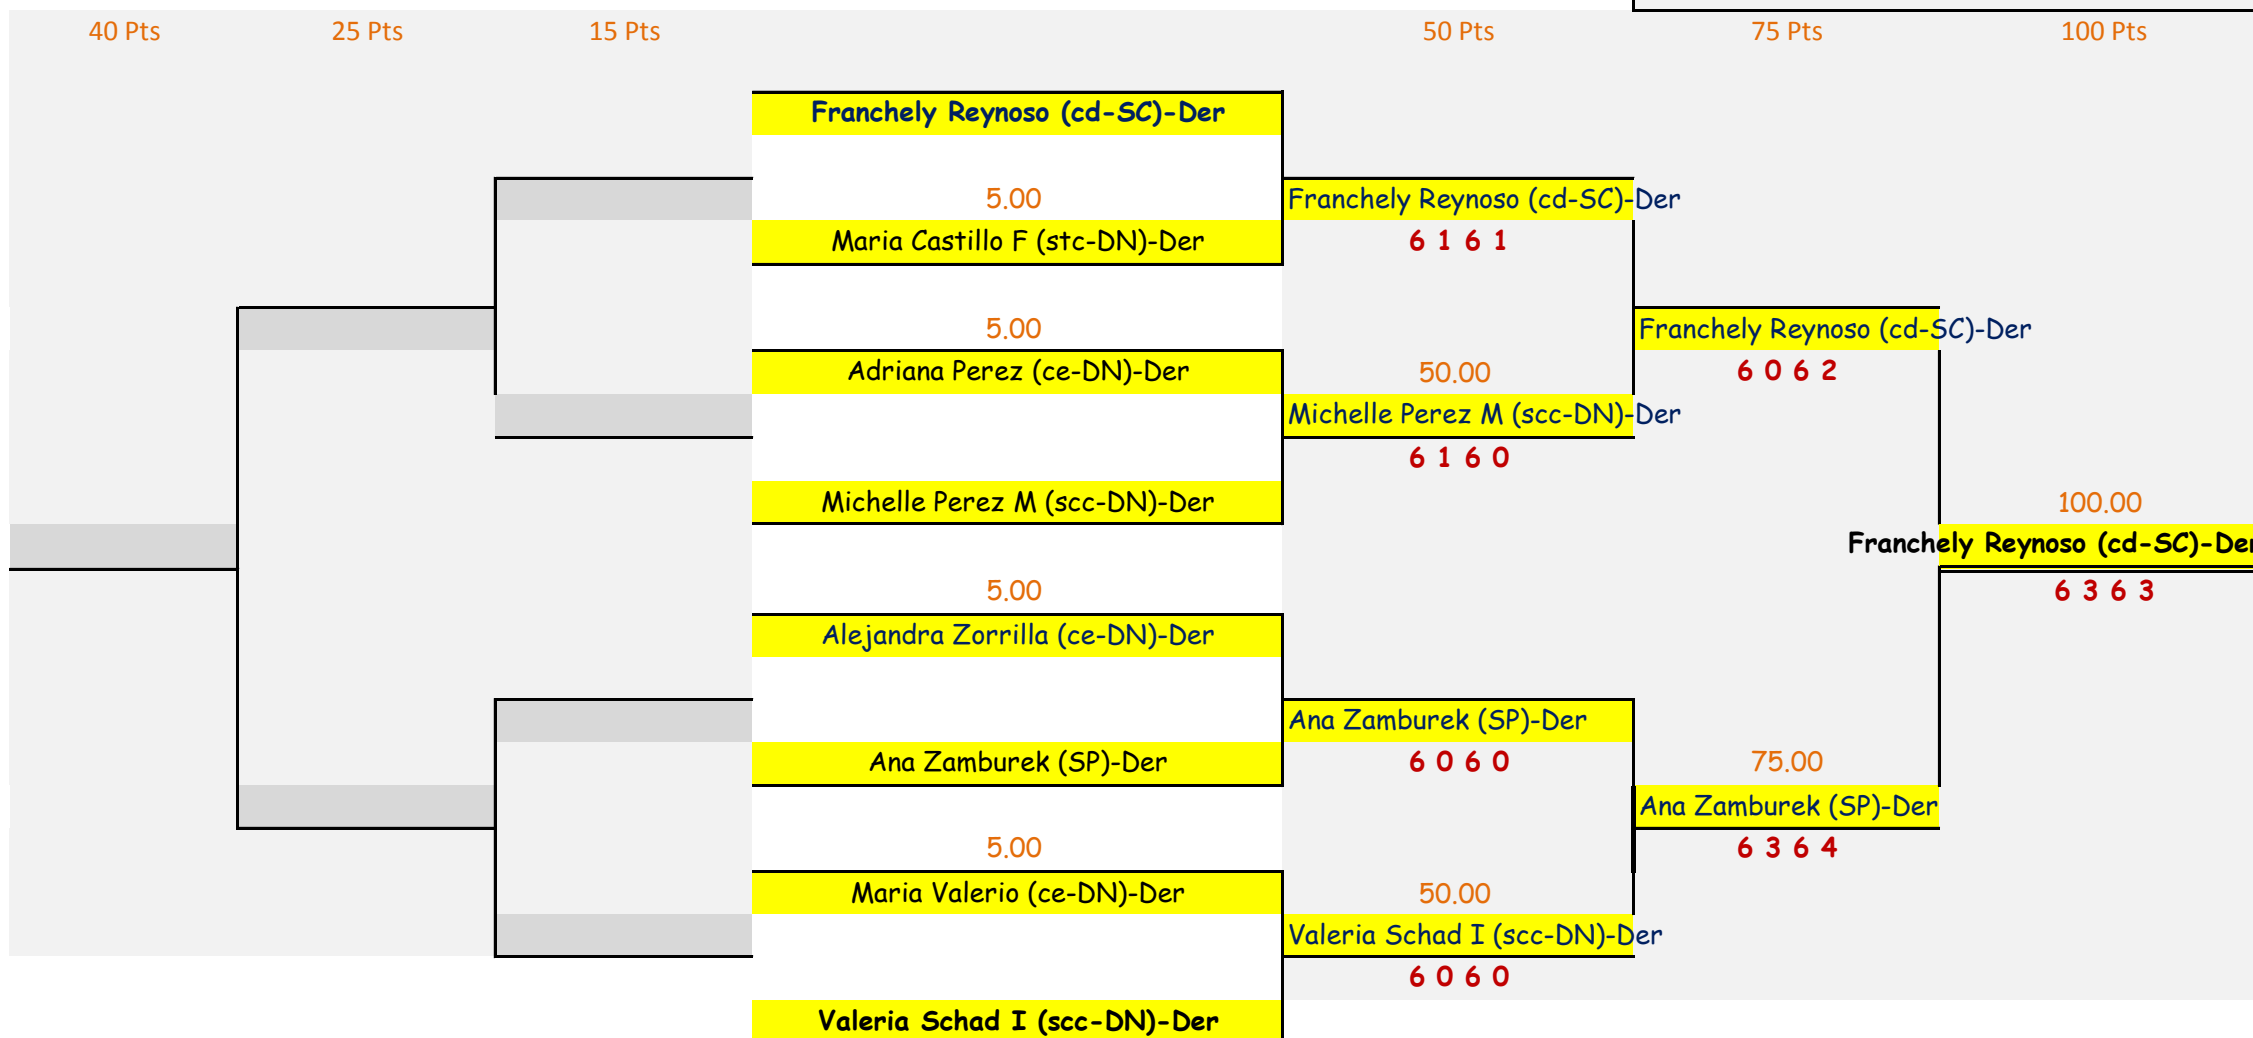 40 Pts 25 Pts 15 Pts 50 Pts 75 Pts 100 Pts
Franchely Reynoso (cd-SC)-Der
5.00 Franchely Reynoso (cd-SC)-Der
Maria Castillo F (stc-DN)-Der 6 1 6 1
5.00 Franchely Reynoso (cd-SC)-Der
Adriana Perez (ce-DN)-Der 50.00 6 0 6 2
Michelle Perez M (scc-DN)-Der
6 1 6 0
Michelle Perez M (scc-DN)-Der 100.00
Franchely Reynoso (cd-SC)-Der
5.00 6 3 6 3
Alejandra Zorrilla (ce-DN)-Der
Ana Zamburek (SP)-Der
Ana Zamburek (SP)-Der 6 0 6 0 75.00
Ana Zamburek (SP)-Der
5.00 6 3 6 4
Maria Valerio (ce-DN)-Der 50.00
Valeria Schad I (scc-DN)-Der
6 0 6 0
Valeria Schad I (scc-DN)-Der